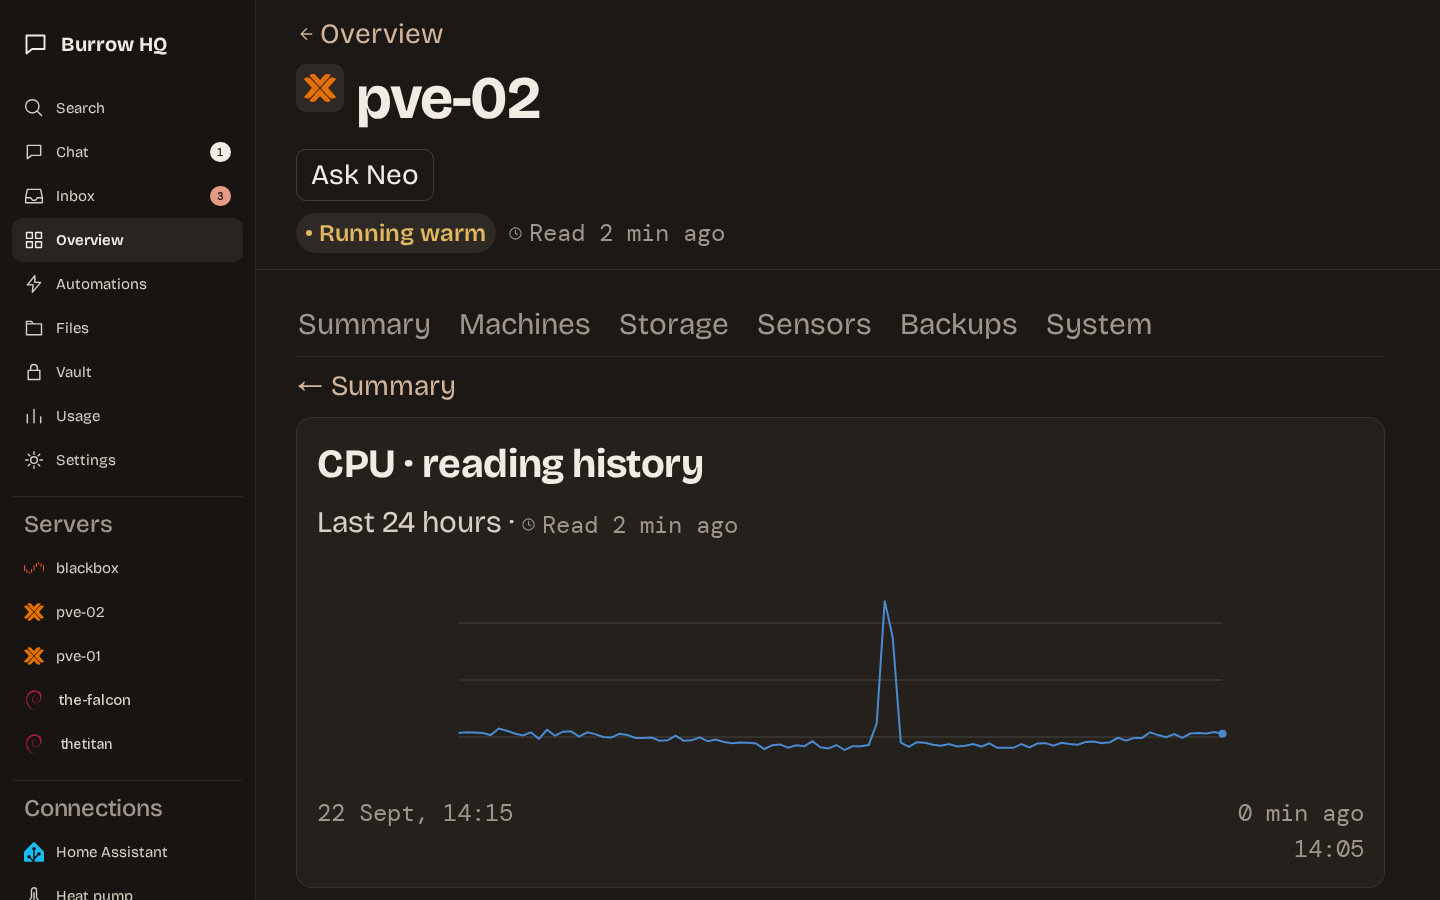 Burrow HQ
Search
Chat 1
Inbox 3
Overview
Automations
Files
Vault
Usage
Settings
Servers
blackbox
pve-02
pve-01
the-falcon
thetitan
Connections
Home Assistant
Heat pump
← Overview
pve-02
Ask Neo
• Running warm Read 2 min ago
Summary Machines Storage Sensors Backups System
← Summary
CPU · reading history
Last 24 hours · Read 2 min ago
22 Sept, 14:15 0 min ago
14:05